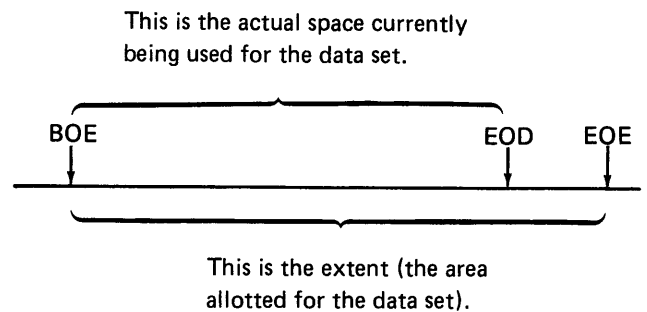 This is the actual space currently
being used for the data set.
BOE EOD EOE
This is the extent (the area
allotted for the data set).